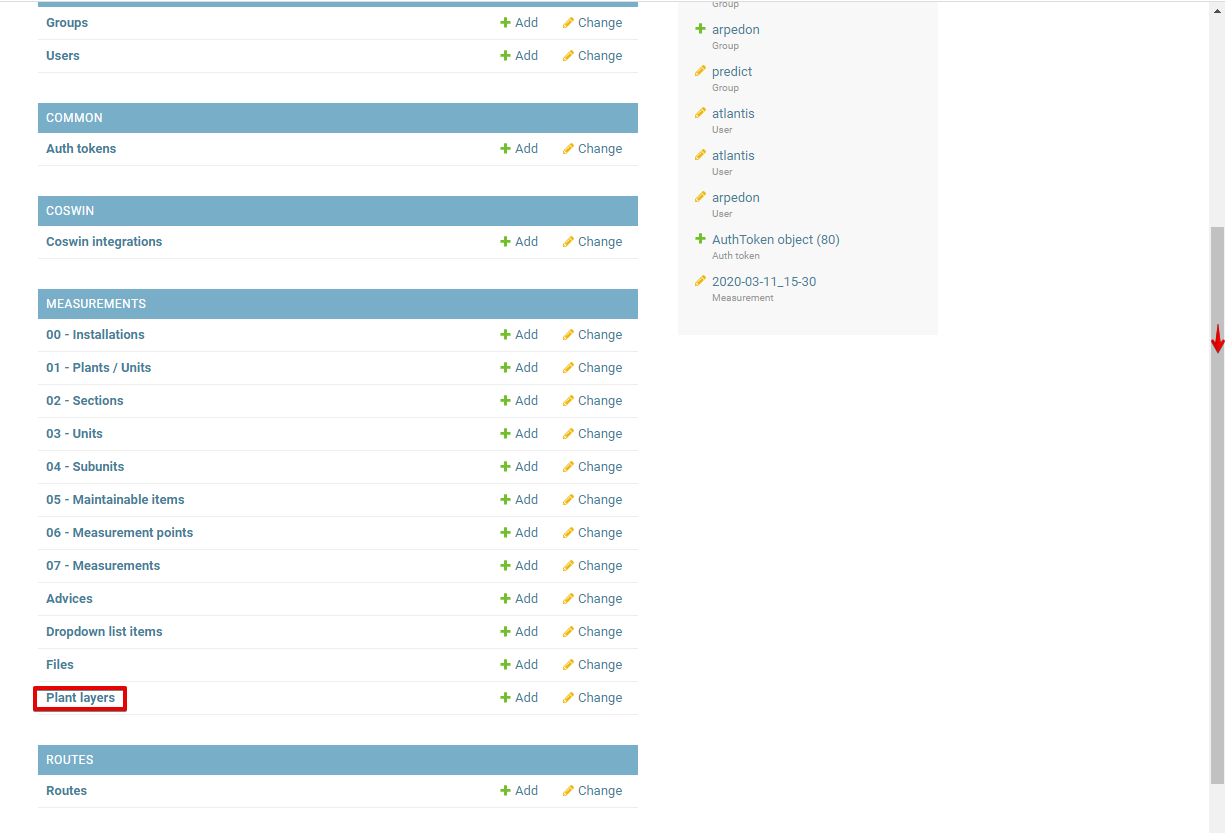 Groups Add Change
Users Add Change
COMMON
Auth tokens Add Change
COSWIN
Coswin integrations Add Change
MEASUREMENTS
00 - Installations Add Change
01 - Plants / Units Add Change
02 - Sections Add Change
03 - Units Add Change
04 - Subunits Add Change
05 - Maintainable items Add Change
06 - Measurement points Add Change
07 - Measurements Add Change
Advices Add Change
Dropdown list items Add Change
Files Add Change
Plant layers Add Change
ROUTES
Routes Add Change
Group
arpedon
Group
predict
Group
atlantis
User
atlantis
User
arpedon
User
AuthToken object (80)
Auth token
2020-03-11_15-30
Measurement